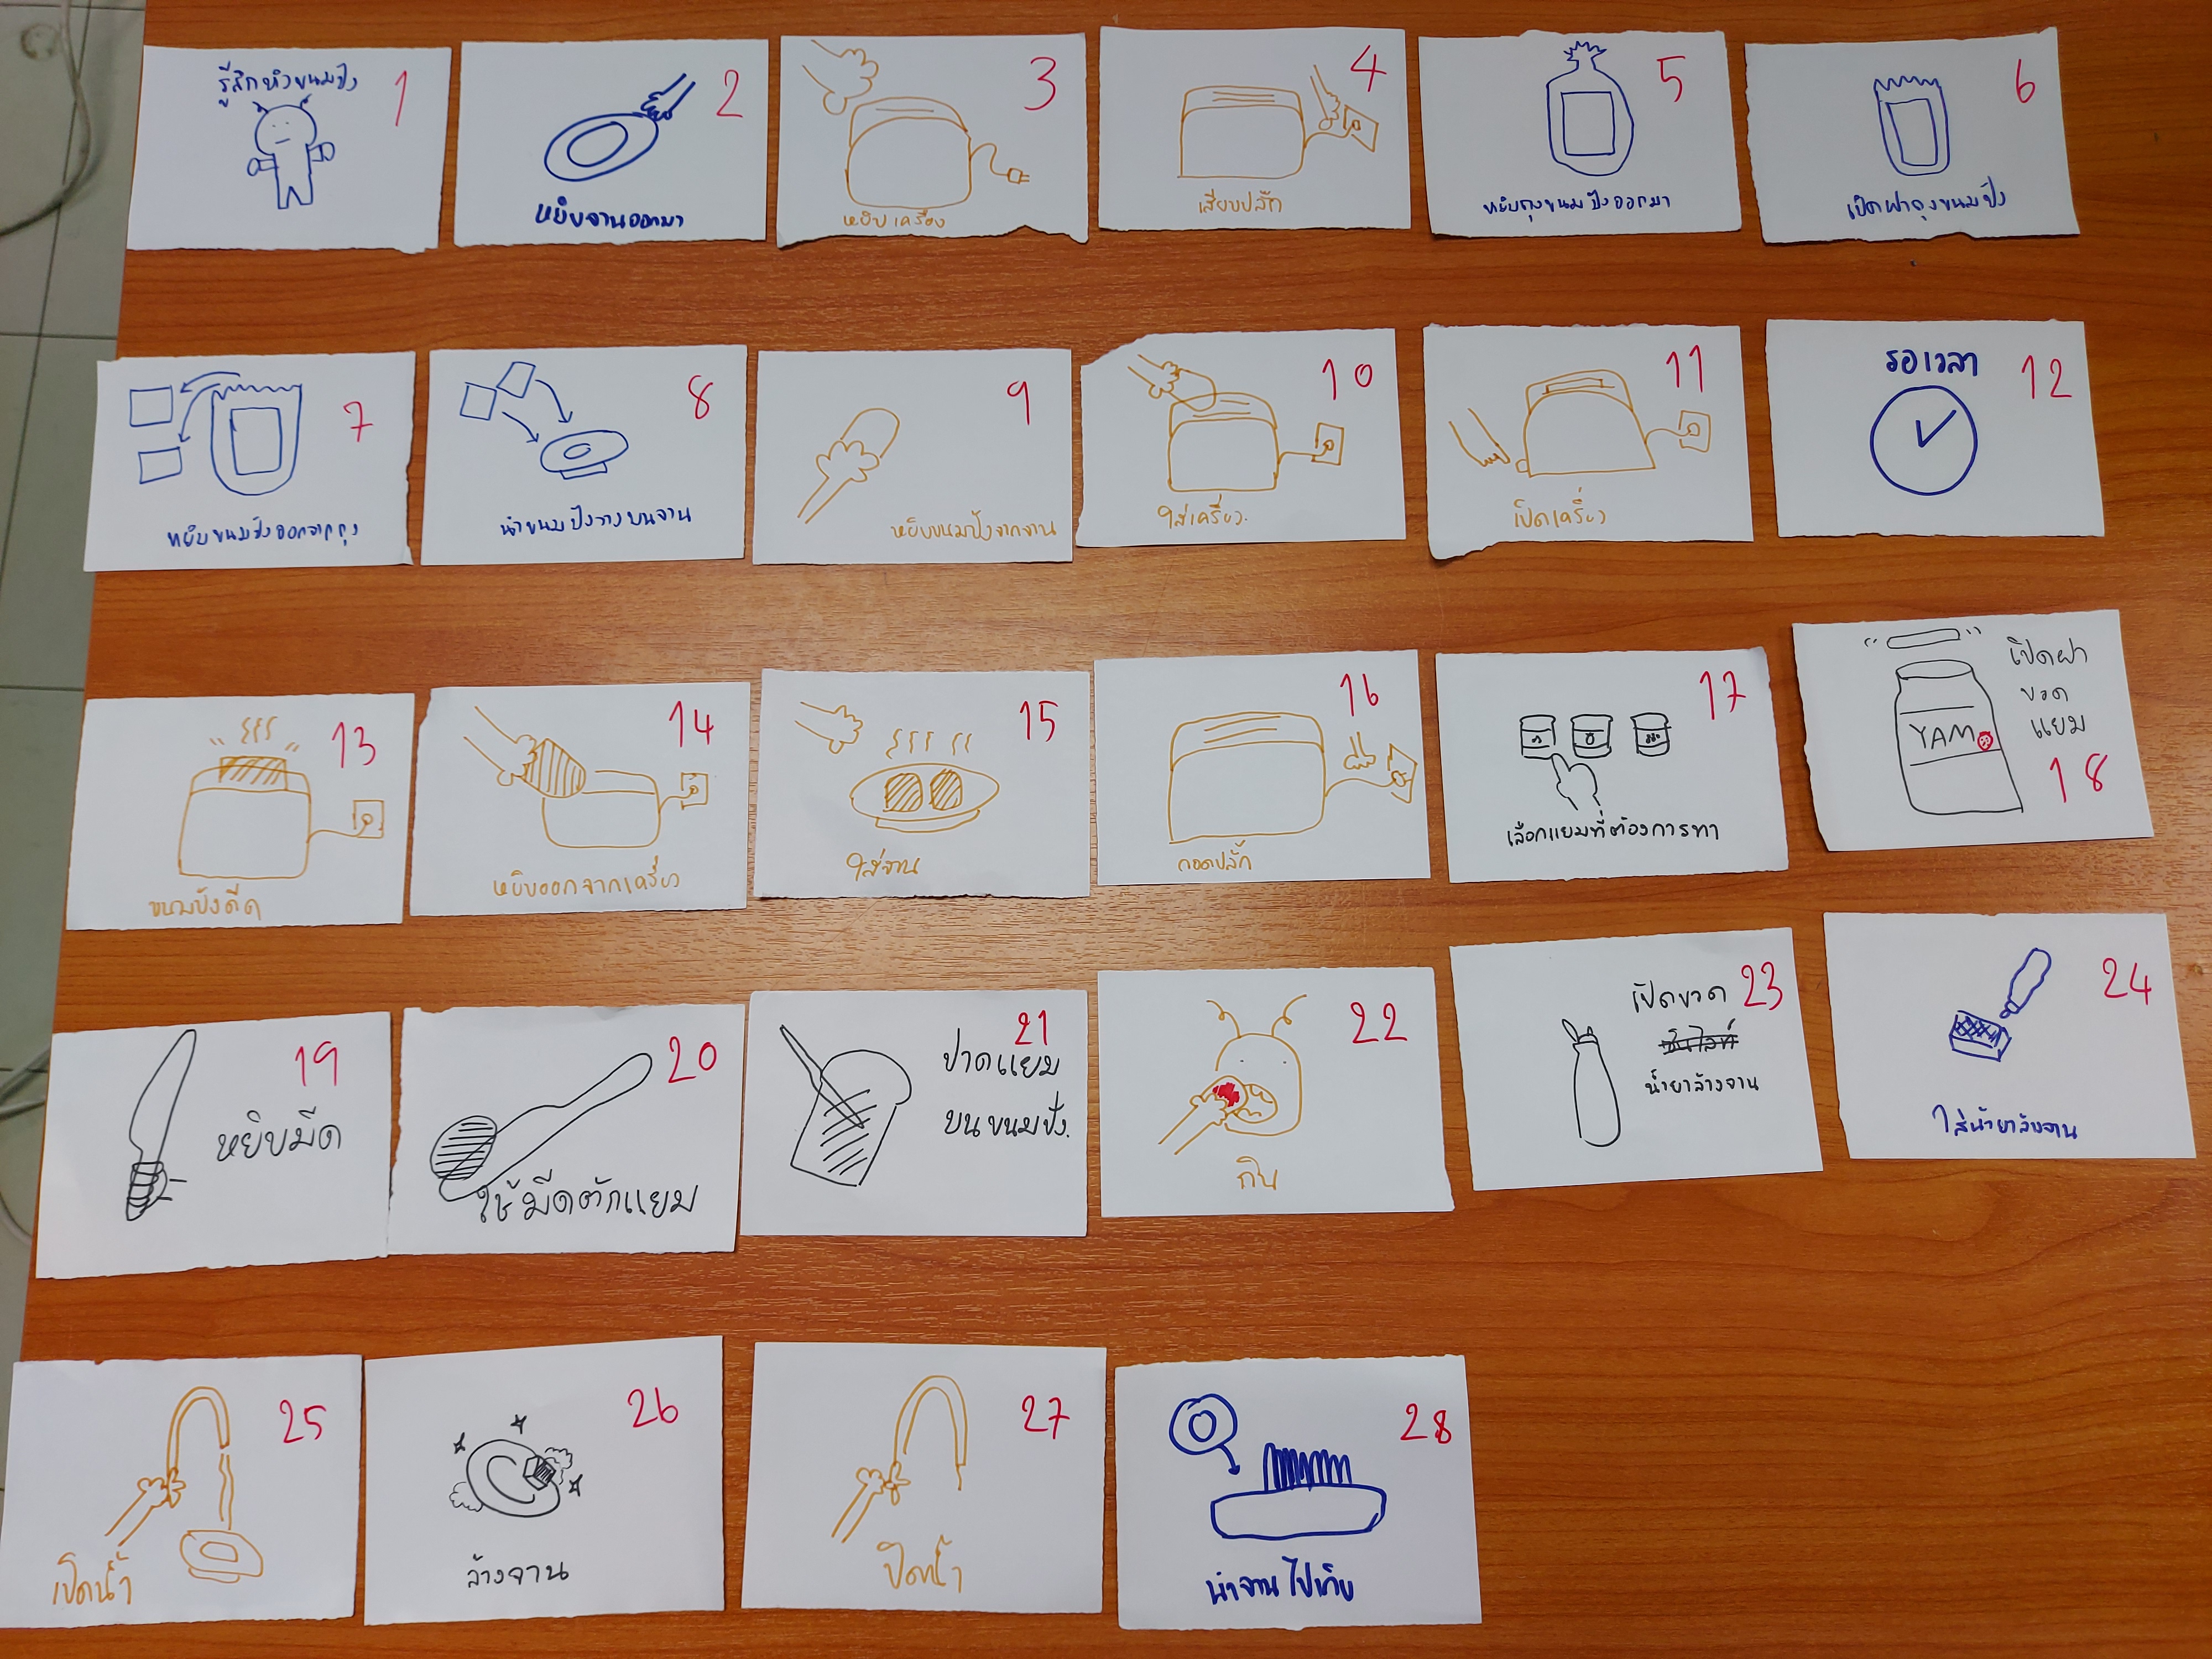 รู้สึกหิวขนมปัง
1
2
หยิบจานออกมา
3
หยิบเครื่อง
4
เสียบปลั๊ก
5
หยิบถุงขนมปังออกมา
6
เปิดฝาถุงขนมปัง
7
หยิบขนมปังออกจากถุง
8
นำขนมปังวางบนจาน
9
หยิบขนมปังจากจาน
10
ใส่เครื่อง.
11
เปิดเครื่อง
รอเวลา
12
13
ขนมปังดีด
14
หยิบออกจากเครื่อง
15
ใส่จาน
16
ถอดปลั๊ก
17
เลือกแยมที่ต้องการทา
เปิดฝา
ขวด
แยม
YAM
18
19
หยิบมีด
20
ใช้มีดตักแยม
21
ปาดแยม
บนขนมปัง.
22
กิน
เปิดขวด 23
ซันไลท์
น้ำยาล้างจาน
24
ใส่น้ำยาล้างจาน
25
เปิดน้ำ
26
ล้างจาน
27
ปิดน้ำ
28
นำจานไปเก็บ